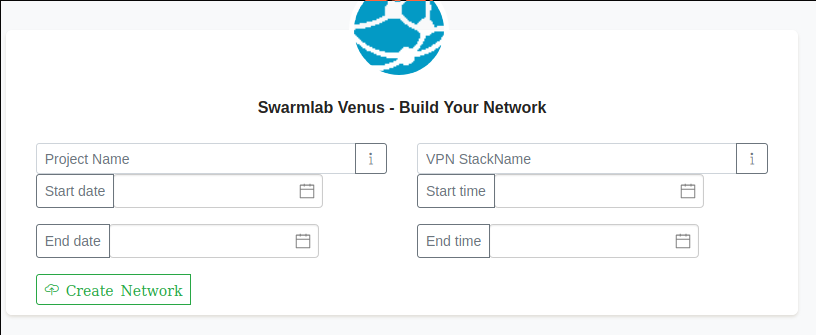 Swarmlab Venus - Build Your Network
Project Name i VPN StackName i
Start date Start time
End date End time
Create Network